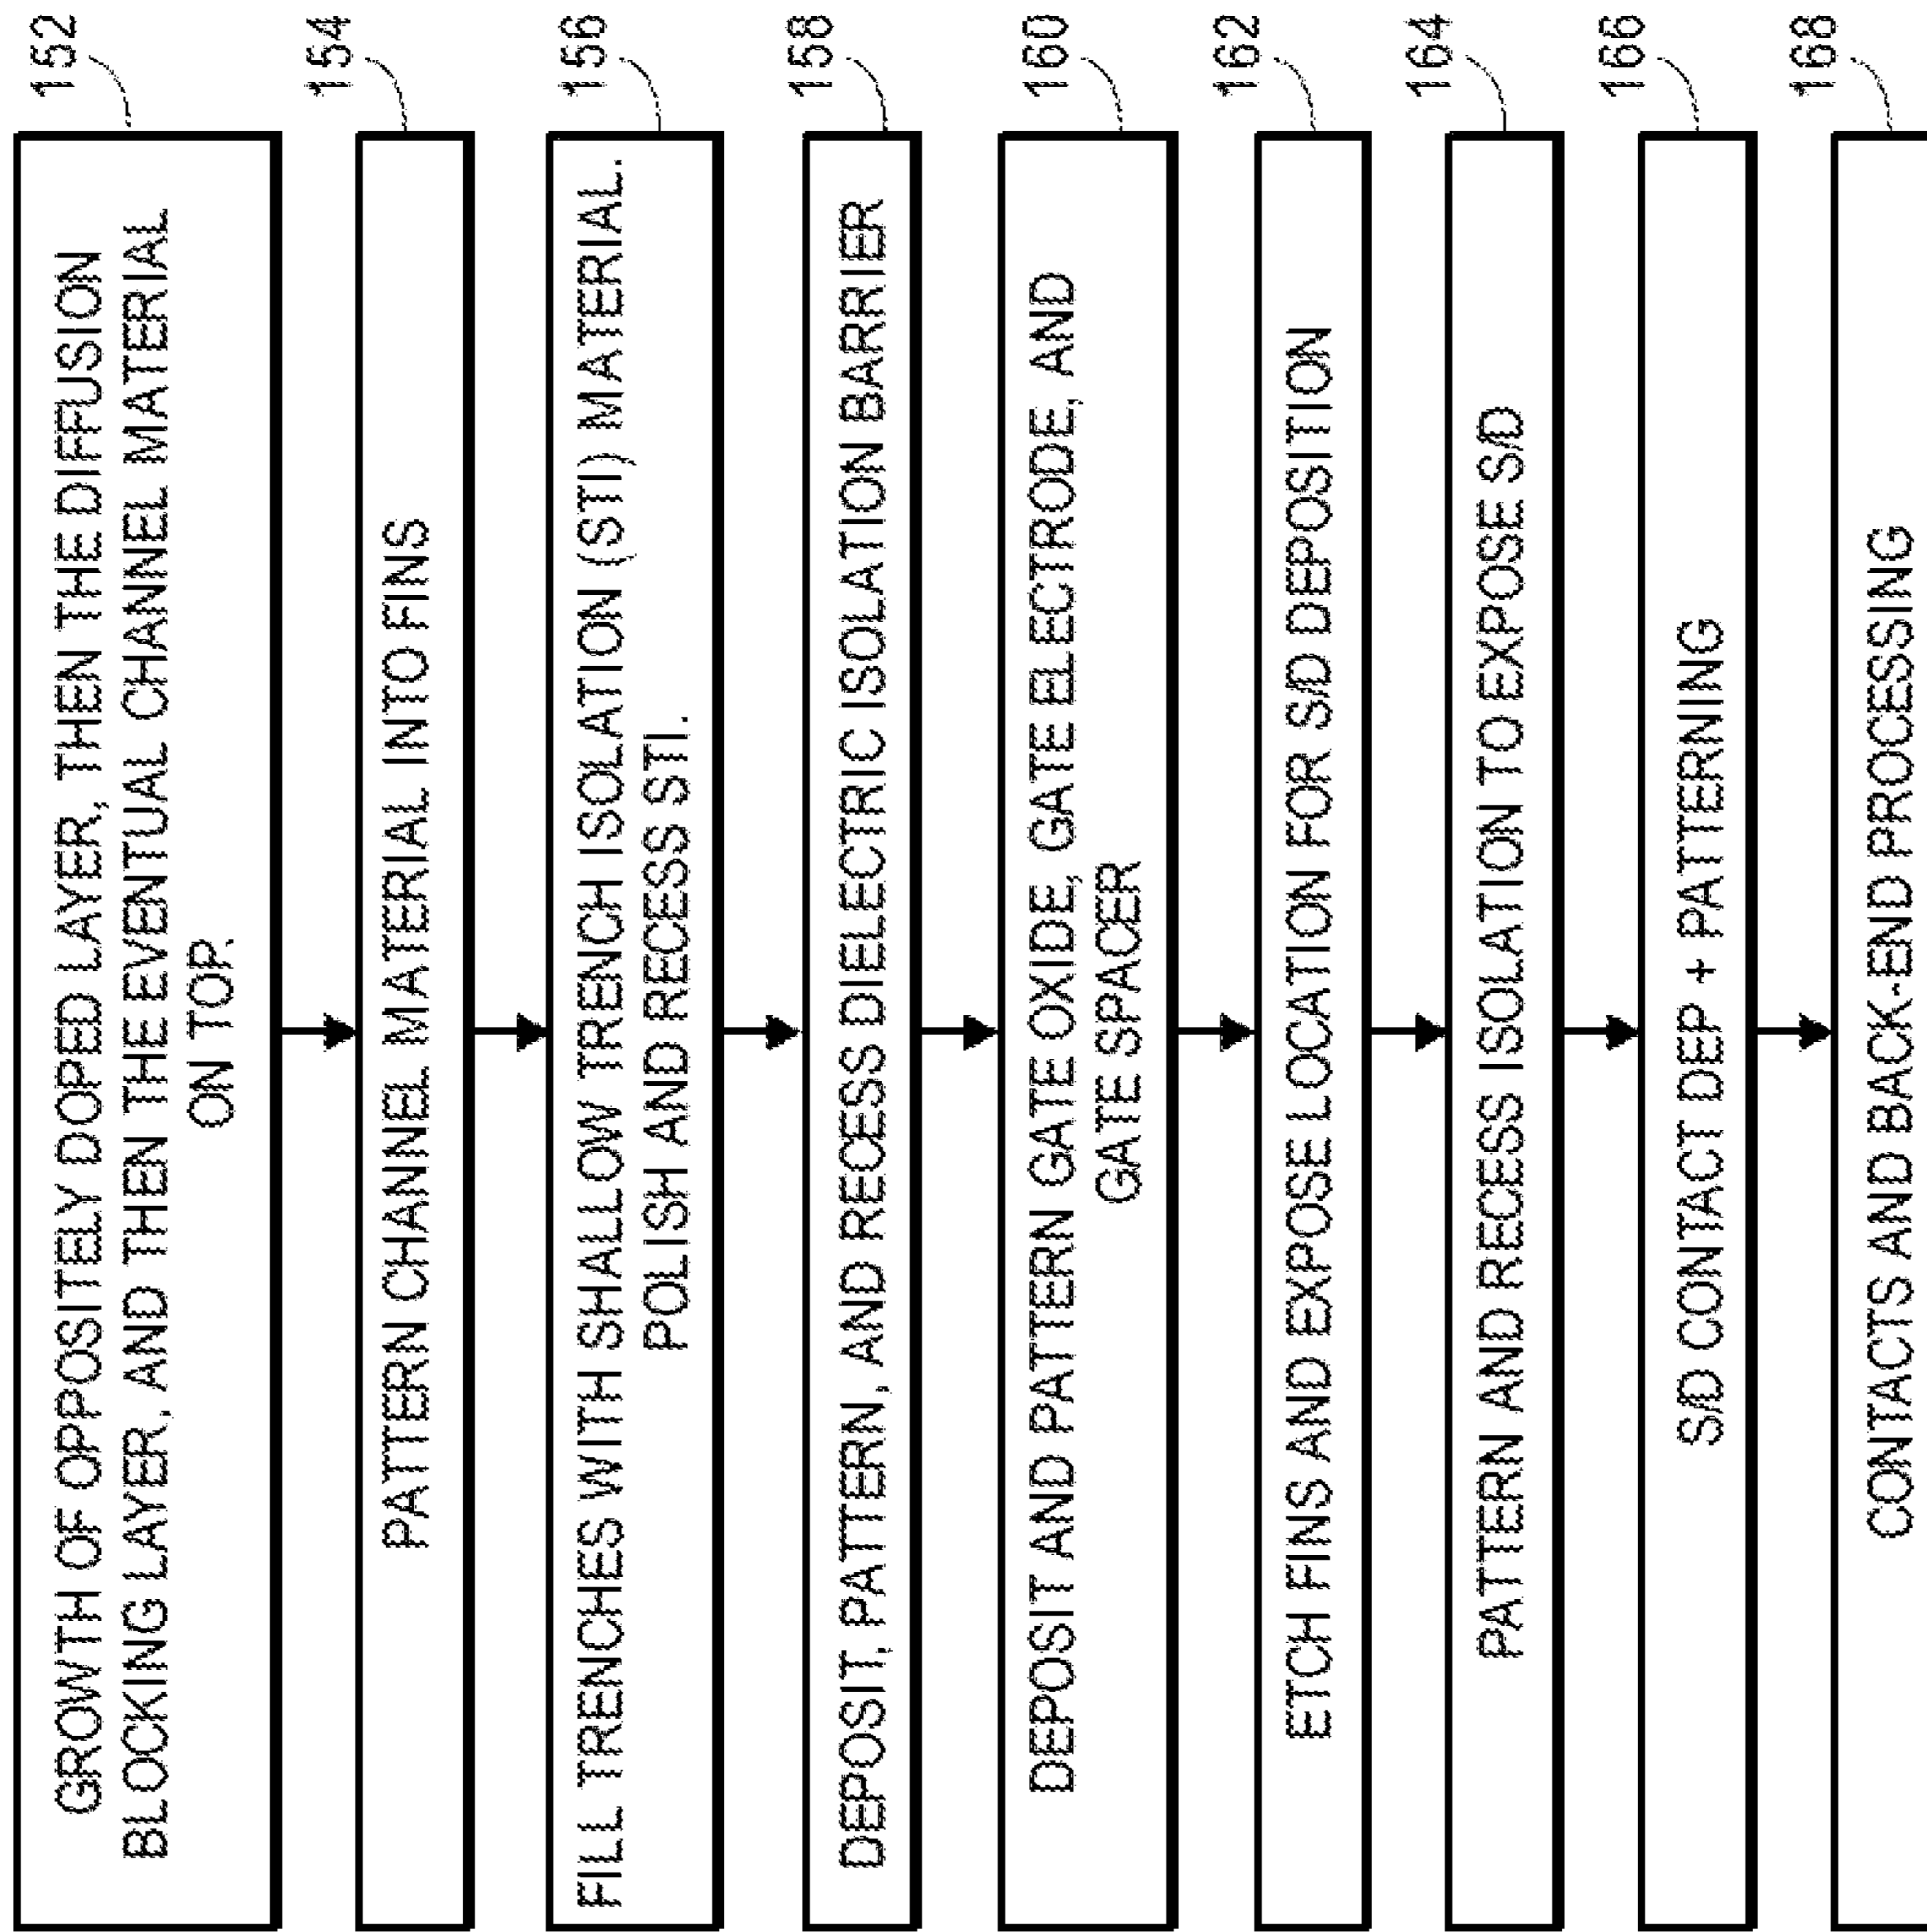 GROWTH OF OPPOSITELY DOPED LAYER, THEN THE DIFFUSION
BLOCKING LAYER, AND THEN THE EVENTUAL CHANNEL MATERIAL
ON TOP.
152
PATTERN CHANNEL MATERIAL INTO FINS
154
FILL TRENCHES WITH SHALLOW TRENCH ISOLATION (STI) MATERIAL.
POLISH AND RECESS STI.
156
DEPOSIT, PATTERN, AND RECESS DIELECTRIC ISOLATION BARRIER
158
DEPOSIT AND PATTERN GATE OXIDE, GATE ELECTRODE, AND
GATE SPACER
160
ETCH FINS AND EXPOSE LOCATION FOR S/D DEPOSITION
162
PATTERN AND RECESS ISOLATION TO EXPOSE S/D
164
S/D CONTACT DEP + PATTERNING
166
CONTACTS AND BACK-END PROCESSING
168